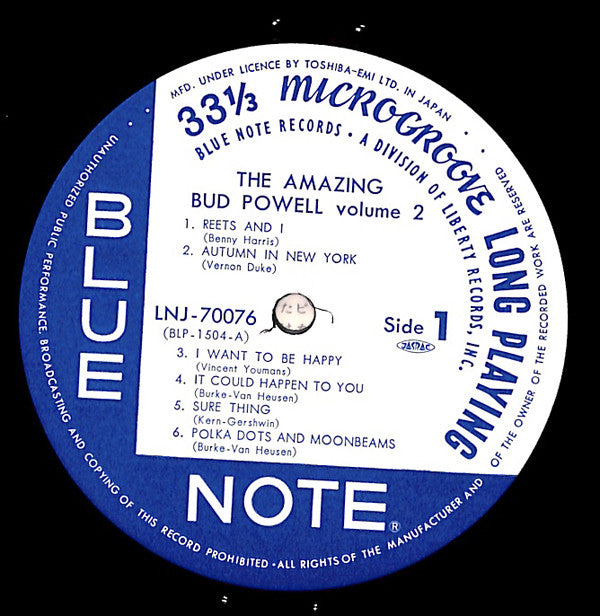 MFD. UNDER LICENCE BY TOSHIBA-EMI LTD. IN JAPAN
33⅓ MICROGROOVE LONG PLAYING
BLUE NOTE RECORDS • A DIVISION OF LIBERTY RECORDS, INC.
THE AMAZING
BUD POWELL volume 2
1. REETS AND I
(Benny Harris)
2. AUTUMN IN NEW YORK
(Vernon Duke)
LNJ-70076
(BLP-1504-A)
Side 1
JASRAC
3. I WANT TO BE HAPPY
(Vincent Youmans)
4. IT COULD HAPPEN TO YOU
(Burke-Van Heusen)
5. SURE THING
(Kern-Gershwin)
6. POLKA DOTS AND MOONBEAMS
(Burke-Van Heusen)
BLUE
NOTE®
UNAUTHORIZED PUBLIC PERFORMANCE, BROADCASTING AND COPYING OF THIS RECORD PROHIBITED • ALL RIGHTS OF THE MANUFACTURER AND OF THE OWNER OF THE RECORDED WORK ARE RESERVED